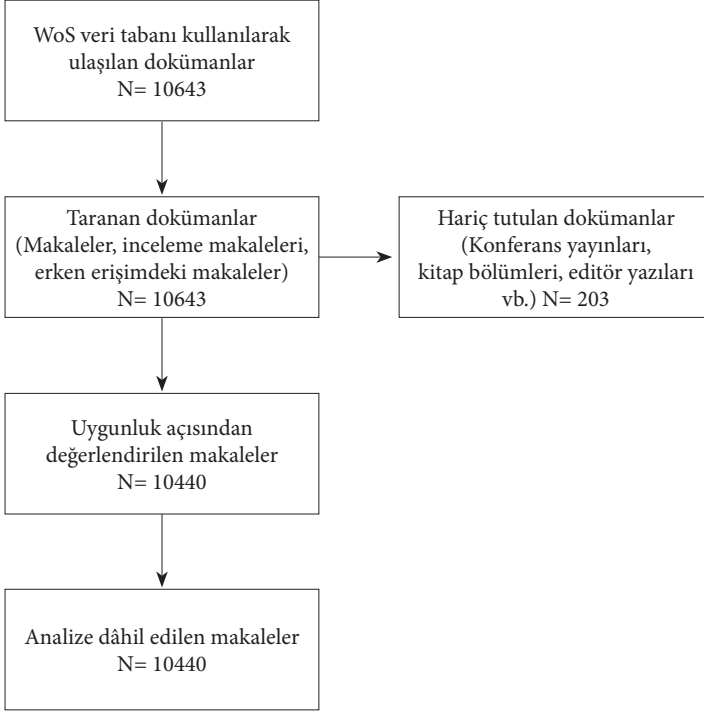 WoS veri tabanı kullanılarak
ulaşılan dokümanlar
N= 10643
Taranan dokümanlar
(Makaleler, inceleme makaleleri,
erken erişimdeki makaleler)
N= 10643
Hariç tutulan dokümanlar
(Konferans yayınları,
kitap bölümleri, editör yazıları
vb.) N= 203
Uygunluk açısından
değerlendirilen makaleler
N= 10440
Analize dâhil edilen makaleler
N= 10440